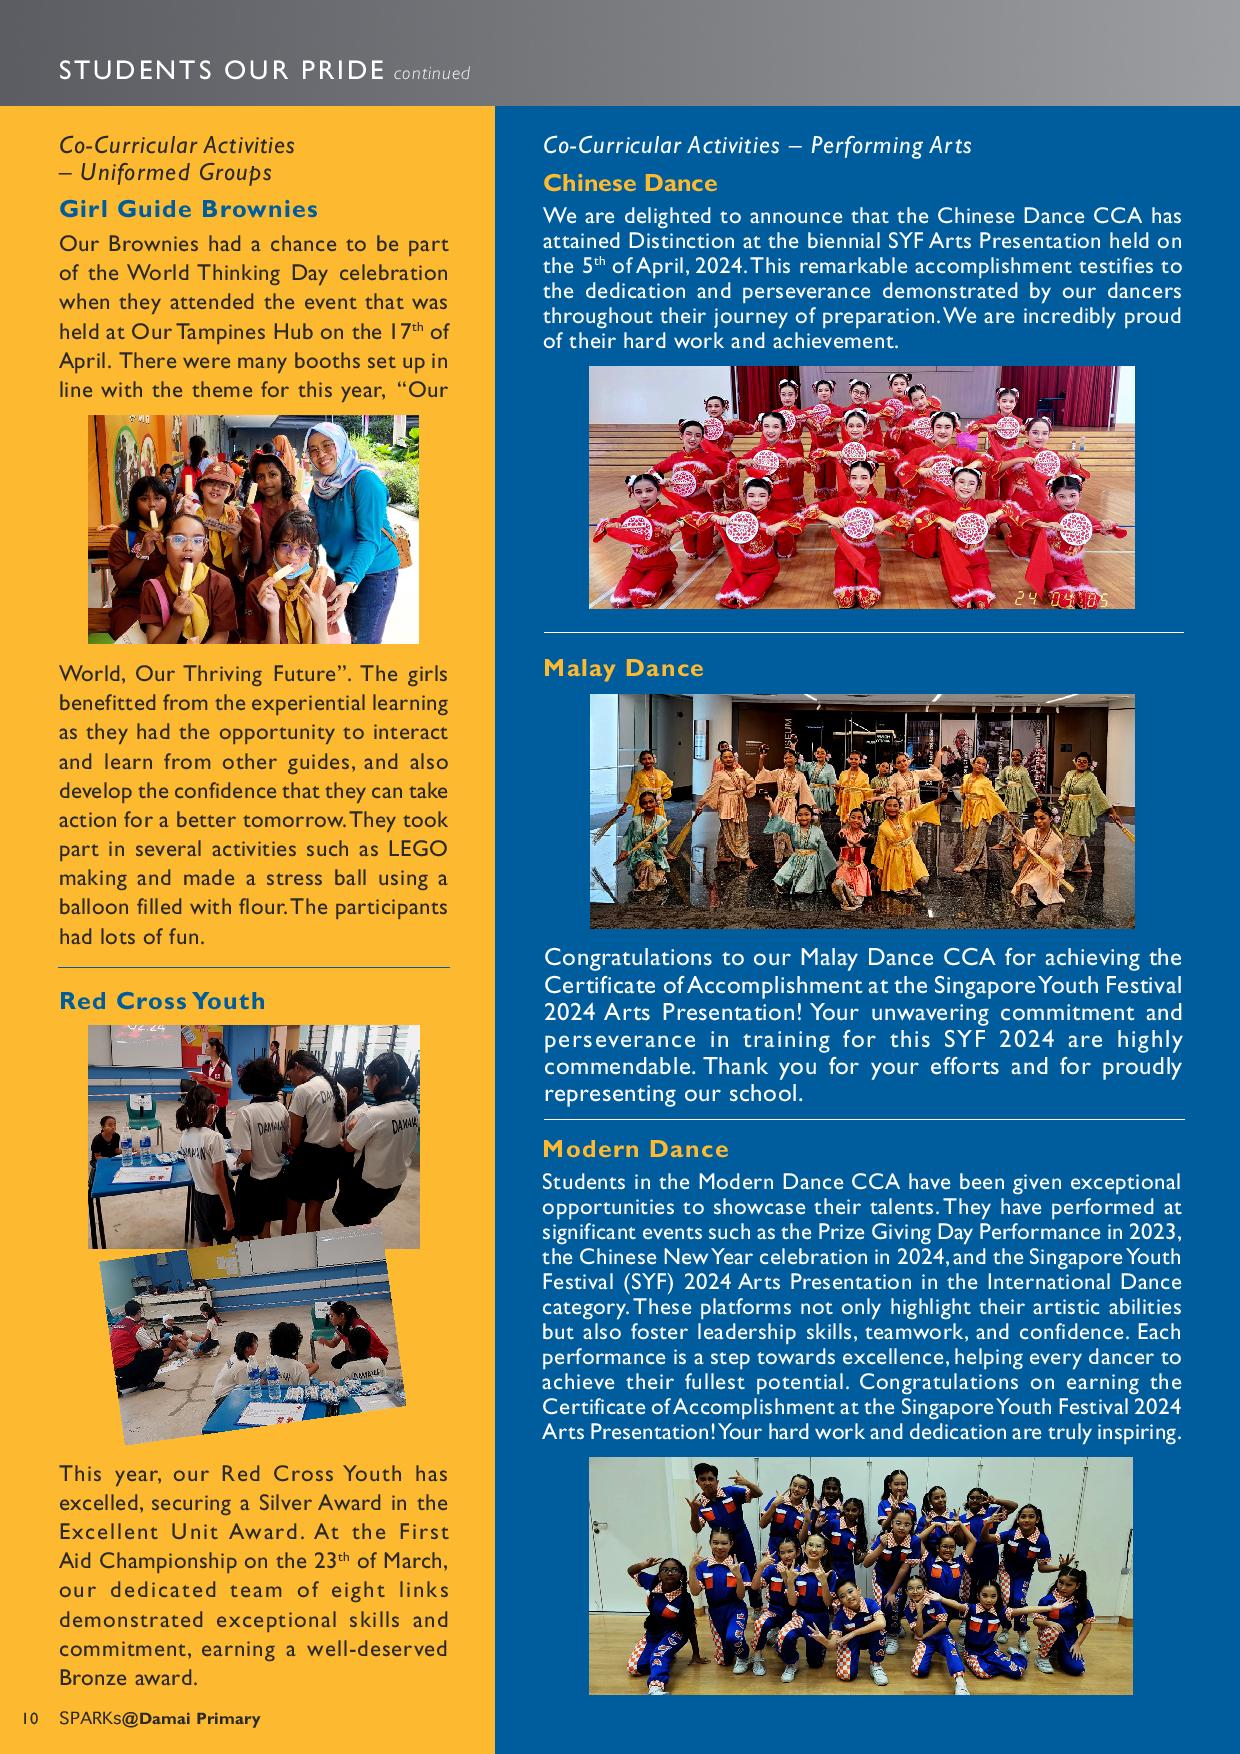 STUDENTS OUR PRIDE continued
Co-Curricular Activities
– Uniformed Groups
Girl Guide Brownies
Our Brownies had a chance to be part
of the World Thinking Day celebration
when they attended the event that was
held at Our Tampines Hub on the 17th of
April. There were many booths set up in
line with the theme for this year, “Our
World, Our Thriving Future”. The girls
benefitted from the experiential learning
as they had the opportunity to interact
and learn from other guides, and also
develop the confidence that they can take
action for a better tomorrow. They took
part in several activities such as LEGO
making and made a stress ball using a
balloon filled with flour. The participants
had lots of fun.
Red Cross Youth
02.24
DAMAIAN
DAMAIA
DA
DAMAIA
DAMAIAN
This year, our Red Cross Youth has
excelled, securing a Silver Award in the
Excellent Unit Award. At the First
Aid Championship on the 23th of March,
our dedicated team of eight links
demonstrated exceptional skills and
commitment, earning a well-deserved
Bronze award.
Co-Curricular Activities – Performing Arts
Chinese Dance
We are delighted to announce that the Chinese Dance CCA has
attained Distinction at the biennial SYF Arts Presentation held on
the 5th of April, 2024. This remarkable accomplishment testifies to
the dedication and perseverance demonstrated by our dancers
throughout their journey of preparation. We are incredibly proud
of their hard work and achievement.
24 04 05
Malay Dance
USEUM
Congratulations to our Malay Dance CCA for achieving the
Certificate of Accomplishment at the Singapore Youth Festival
2024 Arts Presentation! Your unwavering commitment and
perseverance in training for this SYF 2024 are highly
commendable. Thank you for your efforts and for proudly
representing our school.
Modern Dance
Students in the Modern Dance CCA have been given exceptional
opportunities to showcase their talents. They have performed at
significant events such as the Prize Giving Day Performance in 2023,
the Chinese New Year celebration in 2024, and the Singapore Youth
Festival (SYF) 2024 Arts Presentation in the International Dance
category. These platforms not only highlight their artistic abilities
but also foster leadership skills, teamwork, and confidence. Each
performance is a step towards excellence, helping every dancer to
achieve their fullest potential. Congratulations on earning the
Certificate of Accomplishment at the Singapore Youth Festival 2024
Arts Presentation! Your hard work and dedication are truly inspiring.
10 SPARKs@Damai Primary